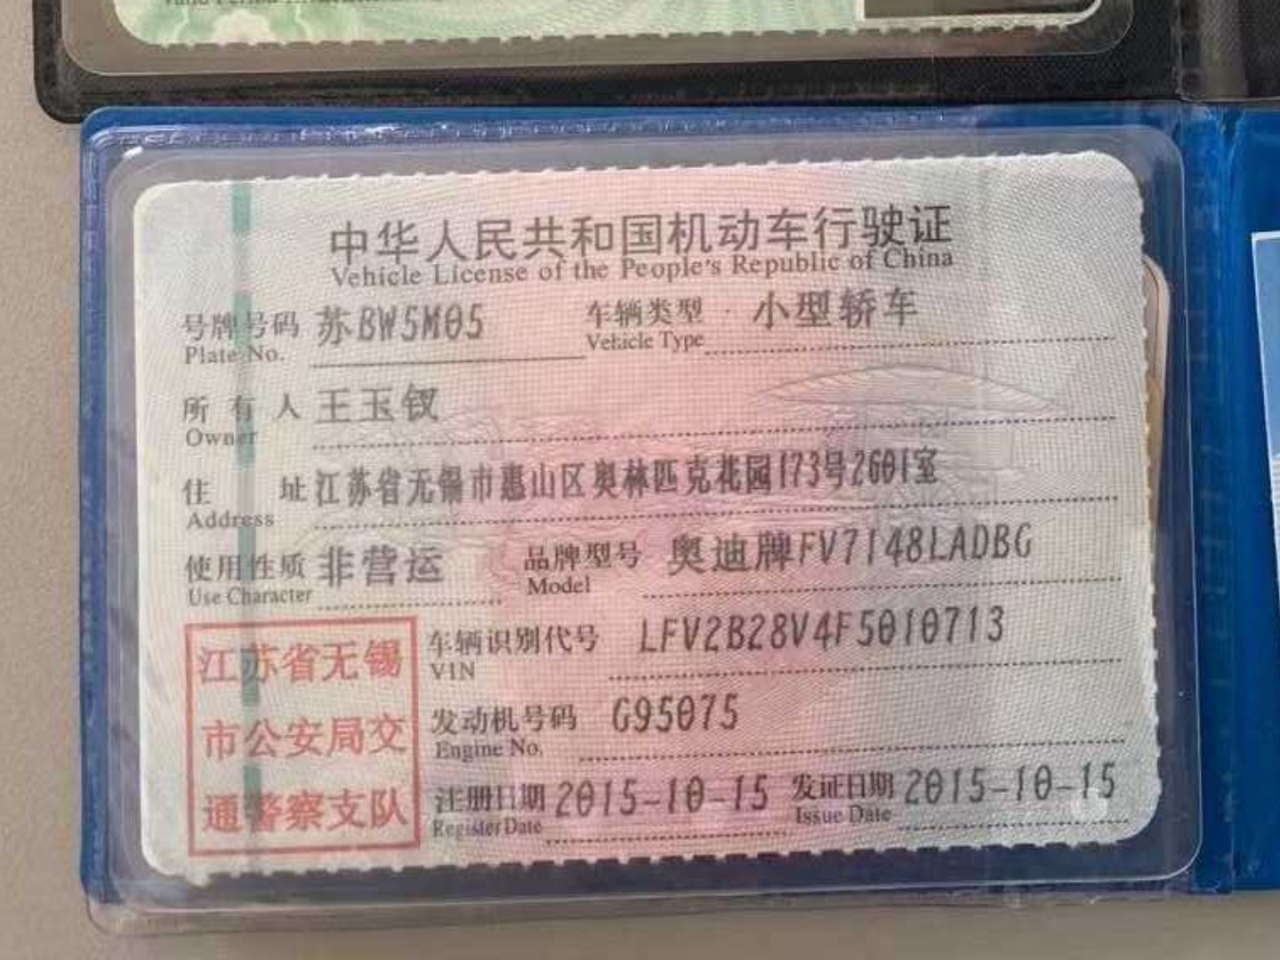 中华人民共和国机动车行驶证
Vehicle License of the People's Republic of China
号牌号码 苏BW5M05 车辆类型 小型轿车
Plate No. Vehicle Type
所有人 王玉钗
Owner
住址 江苏省无锡市惠山区奥林匹克花园173号2601室
Address
使用性质 非营运 品牌型号 奥迪牌FV7148LADBG
Use Character Model
车辆识别代号 LFV2B28V4F5010713
VIN
发动机号码 G95075
Engine No.
注册日期 2015-10-15 发证日期 2015-10-15
Register Date Issue Date
江苏省无锡
市公安局交
通警察支队